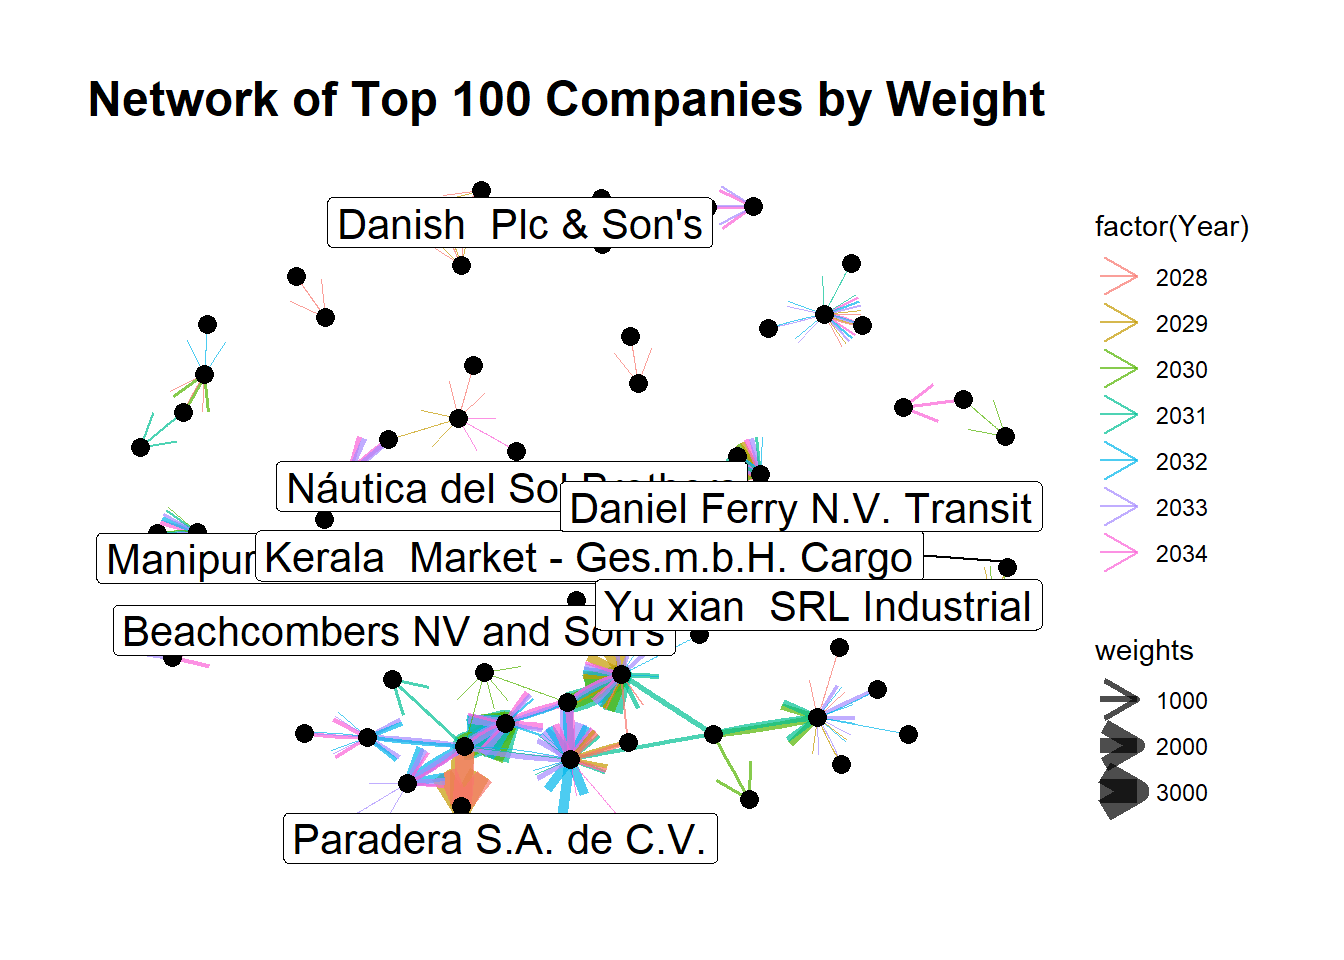 Network of Top 100 Companies by Weight
Danish  Plc & Son's
Náutica del Sol
Daniel Ferry N.V. Transit
Manipur
Kerala  Market - Ges.m.b.H. Cargo
Yu xian  SRL Industrial
Beachcombers NV and Son's
Paradera S.A. de C.V.
factor(Year)
2028
2029
2030
2031
2032
2033
2034
weights
1000
2000
3000